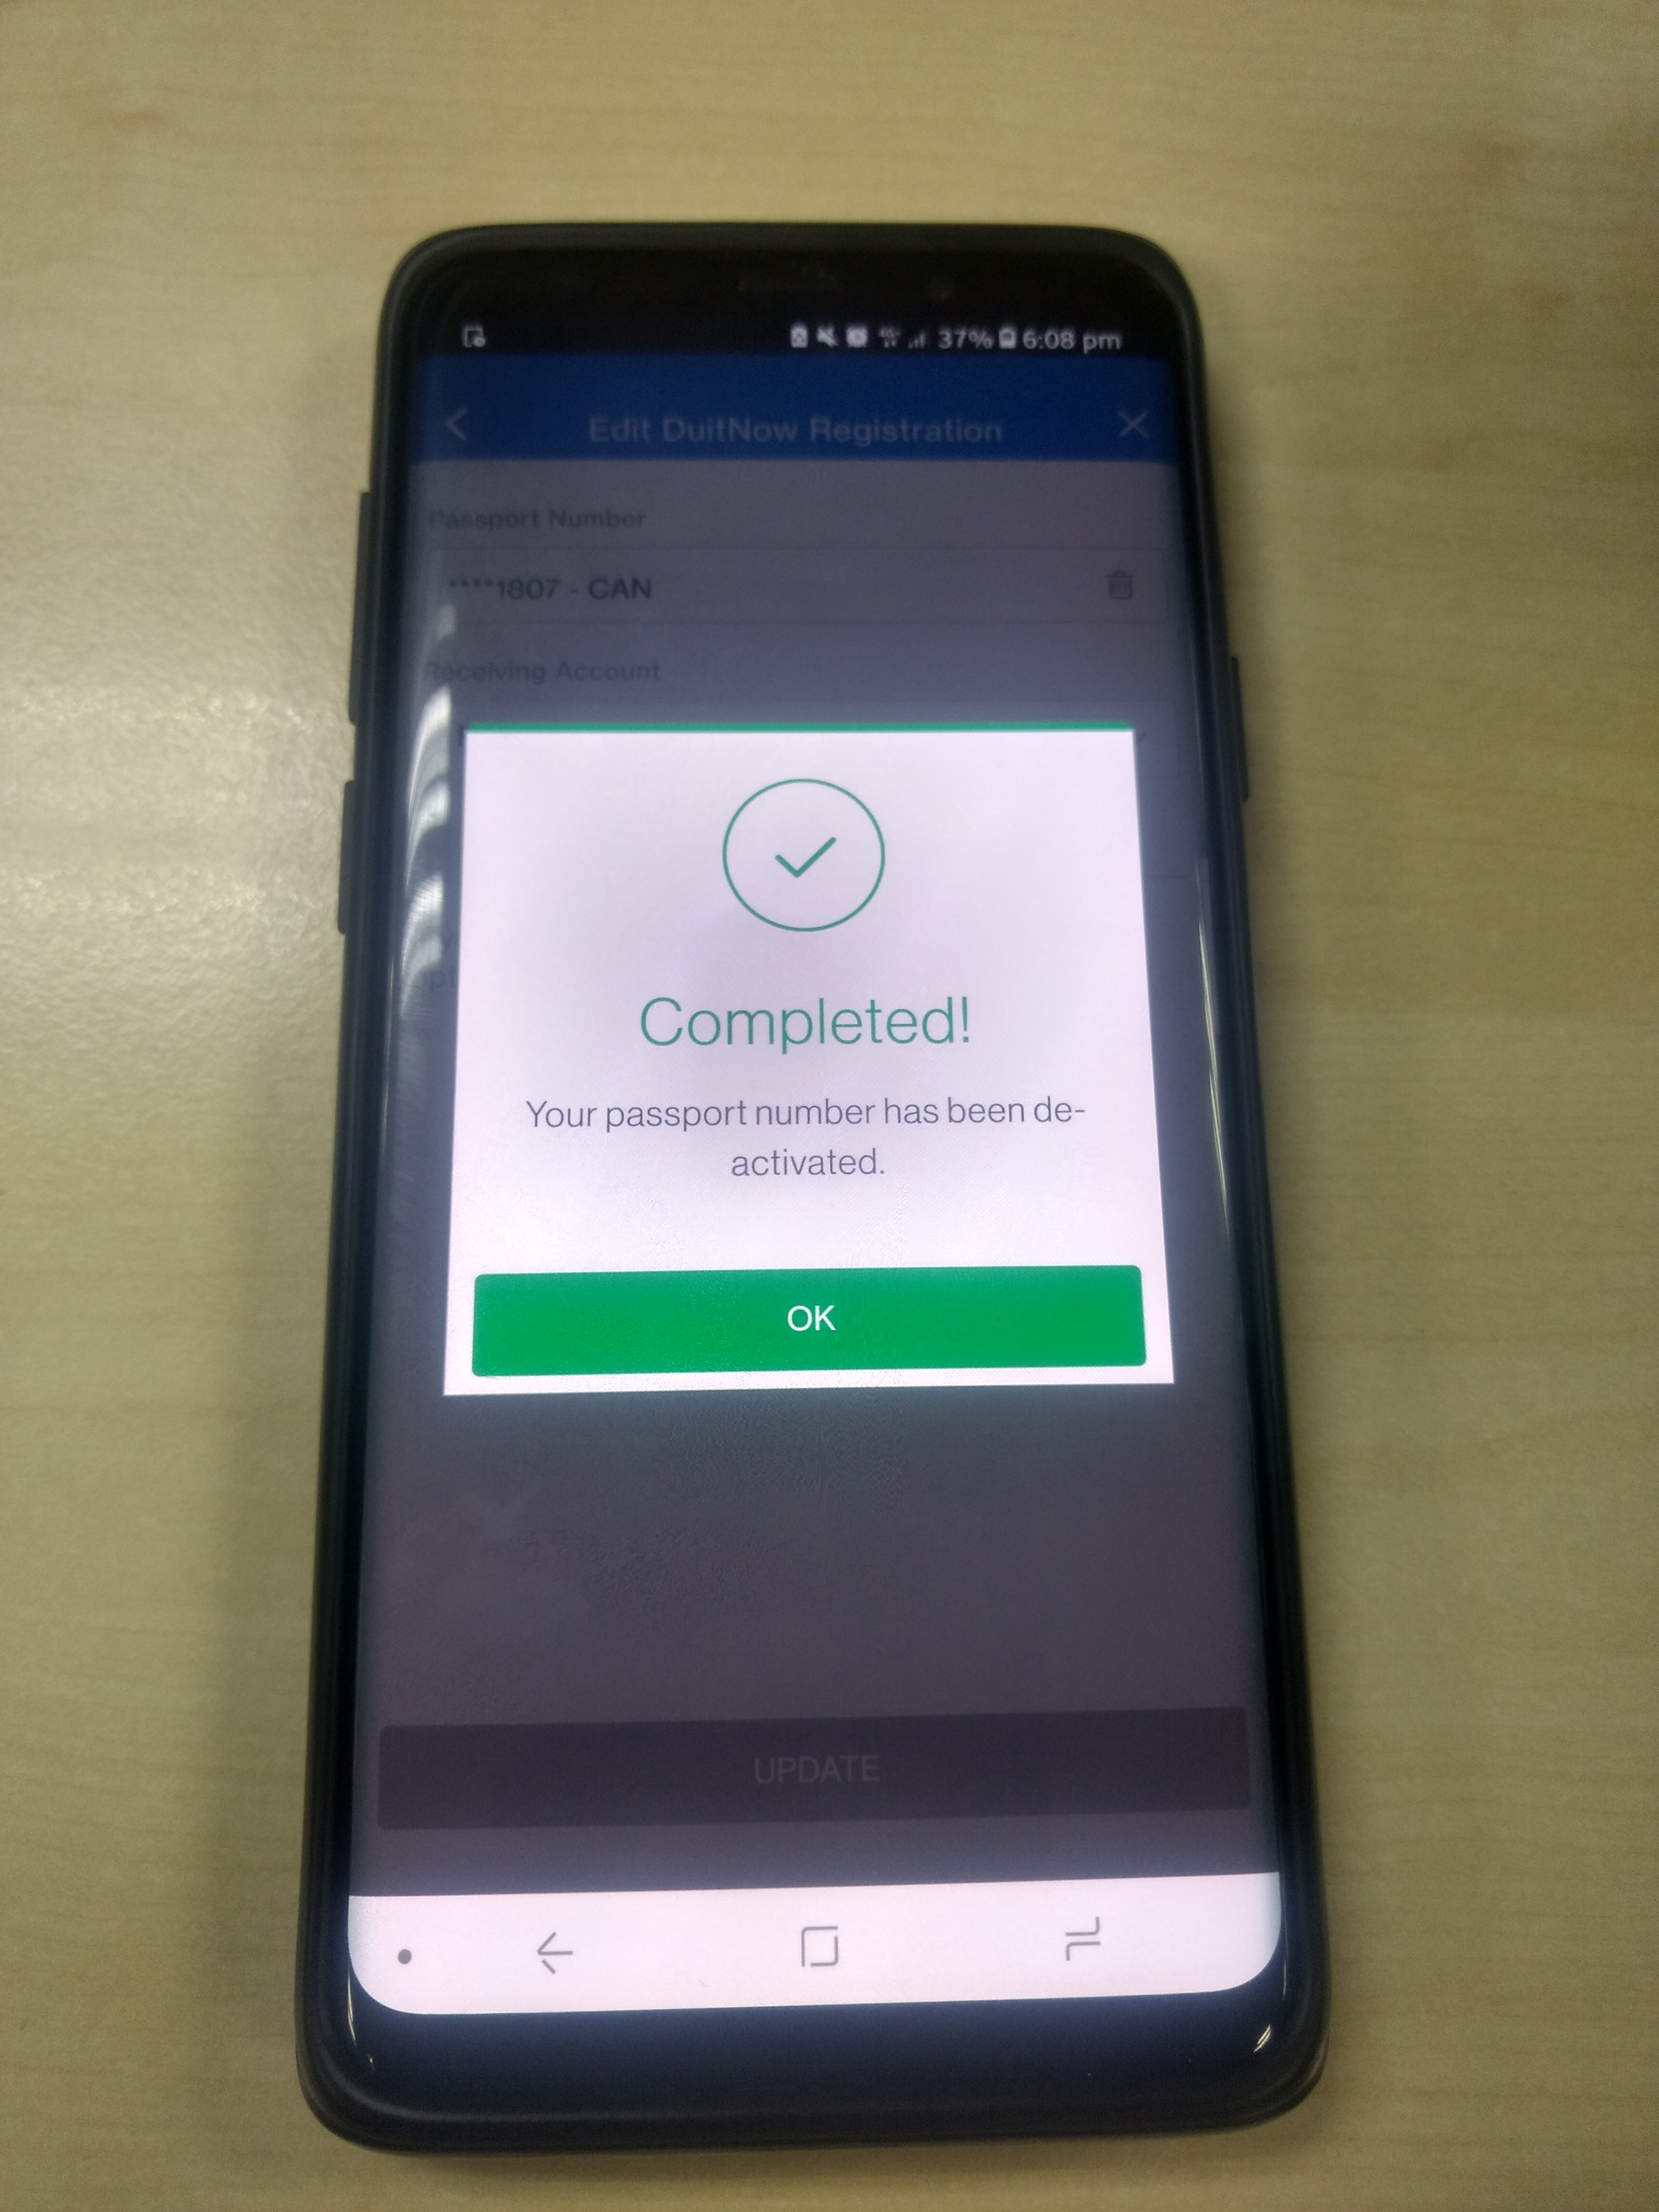 37% 6:08 pm
Edit DuitNow Registration
Passport Number
****1807 - CAN
Receiving Account
Completed!
Your passport number has been de-
activated.
OK
UPDATE